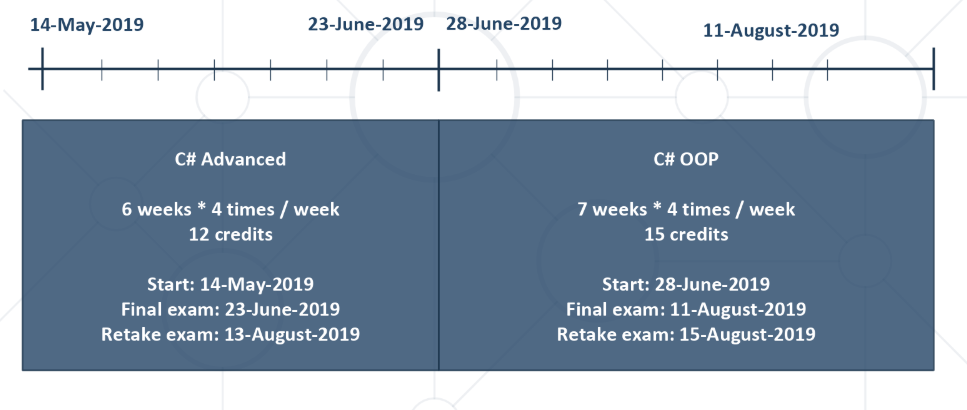 14-May-2019
23-June-2019
28-June-2019
11-August-2019
C# Advanced
6 weeks * 4 times / week
12 credits
Start: 14-May-2019
Final exam: 23-June-2019
Retake exam: 13-August-2019
C# OOP
7 weeks * 4 times / week
15 credits
Start: 28-June-2019
Final exam: 11-August-2019
Retake exam: 15-August-2019